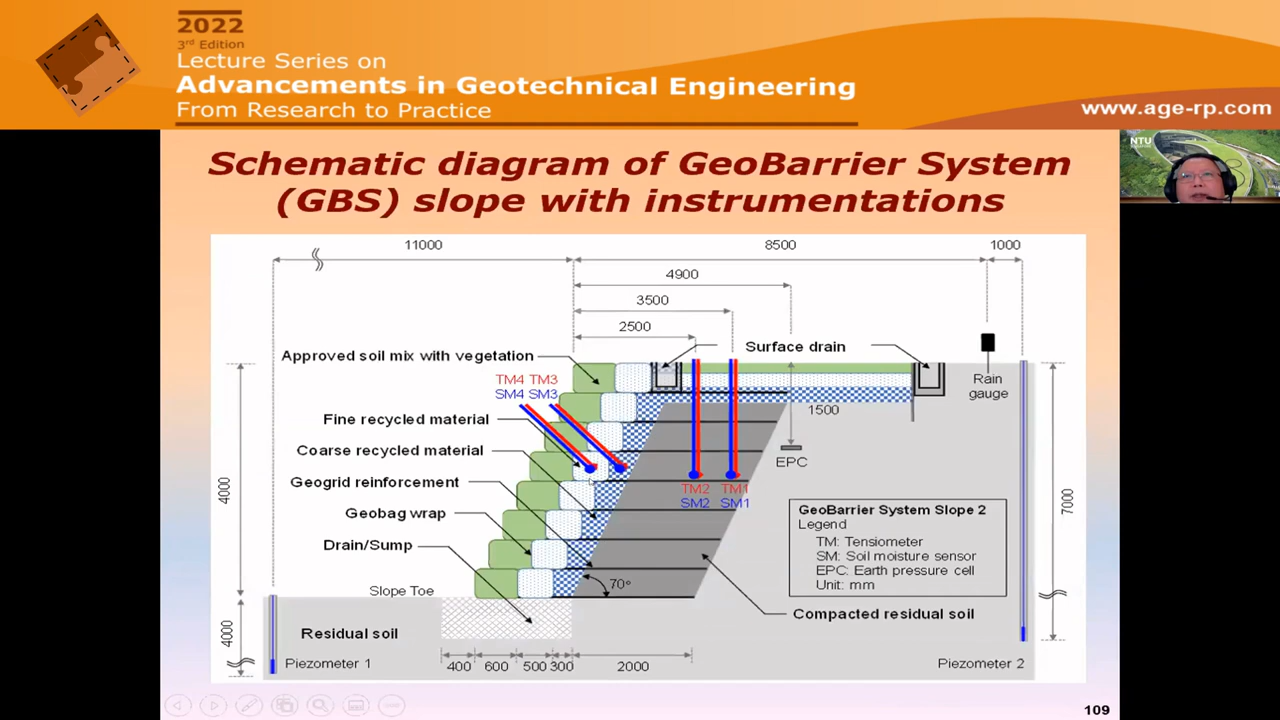 2022
3rd Edition
Lecture Series on
Advancements in Geotechnical Engineering
From Research to Practice
www.age-rp.com
NTU
Schematic diagram of GeoBarrier System
(GBS) slope with instrumentations
11000
8500
1000
4900
3500
2500
Approved soil mix with vegetation
Surface drain
TM4 TM3
SM4 SM3
Rain
gauge
Fine recycled material
1500
Coarse recycled material
EPC
Geogrid reinforcement
TM2 TM1
SM2 SM1
4000
7000
Geobag wrap
Drain/Sump
GeoBarrier System Slope 2
Legend
TM: Tensiometer
SM: Soil moisture sensor
EPC: Earth pressure cell
Unit: mm
70°
Slope Toe
Compacted residual soil
4000
Residual soil
Piezometer 1
400 600 500 300 2000
Piezometer 2
109